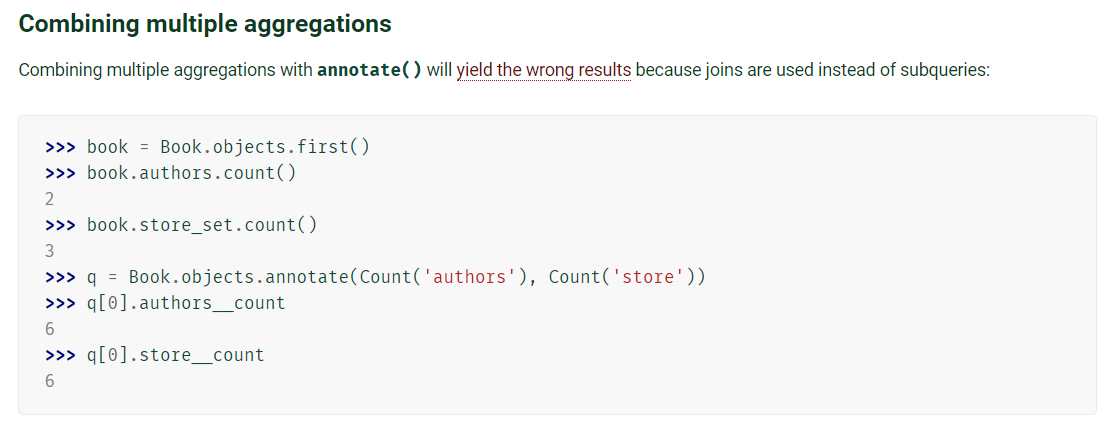 Combining multiple aggregations
Combining multiple aggregations with annotate() will yield the wrong results because joins are used instead of subqueries:
>>> book = Book.objects.first()
>>> book.authors.count()
2
>>> book.store_set.count()
3
>>> q = Book.objects.annotate(Count('authors'), Count('store'))
>>> q[0].authors__count
6
>>> q[0].store__count
6